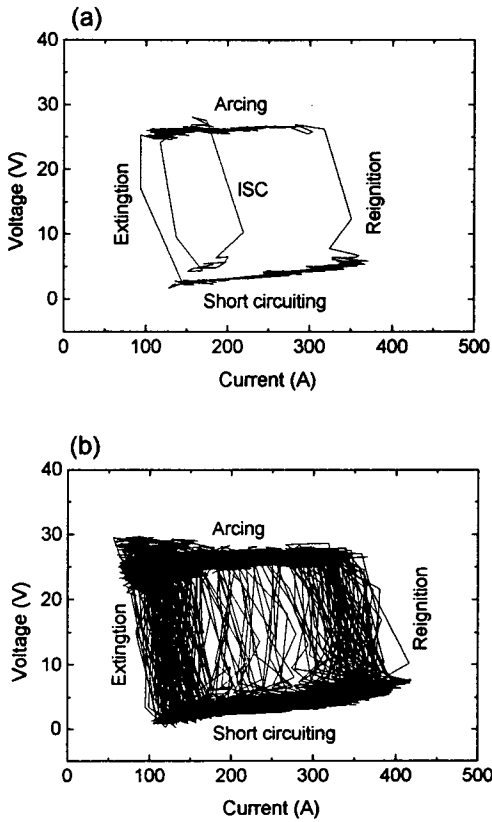 (a)
40
30
20
10
0
Voltage (V)
Arcing
Extingtion
ISC
Reignition
Short circuiting
0 100 200 300 400 500
Current (A)
(b)
40
30
20
10
0
Voltage (V)
Arcing
Extingtion
Reignition
Short circuiting
0 100 200 300 400 500
Current (A)